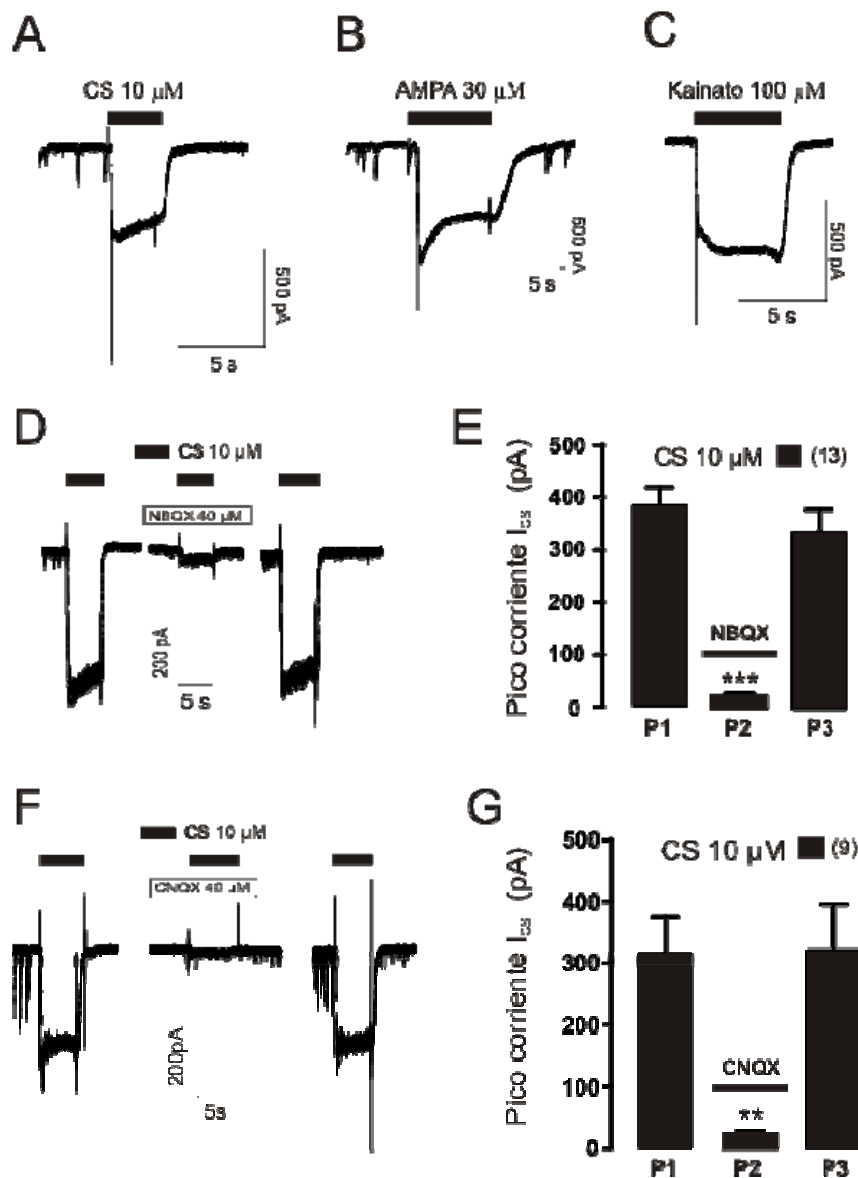 A
B
C
CS 10 µM
AMPA 30 µM
Kainato 100 µM
500 pA
5 s
500 pA
5 s
500 pA
5 s
D
CS 10 µM
NBQX 40 µM
200 pA
5 s
E
500
400
300
200
100
0
Pico corriente I_CS (pA)
CS 10 µM (13)
NBQX
***
P1 P2 P3
F
CS 10 µM
CNQX 40 µM
200pA
5s
G
500
400
300
200
100
0
Pico corriente I_CS (pA)
CS 10 µM (9)
CNQX
**
P1 P2 P3